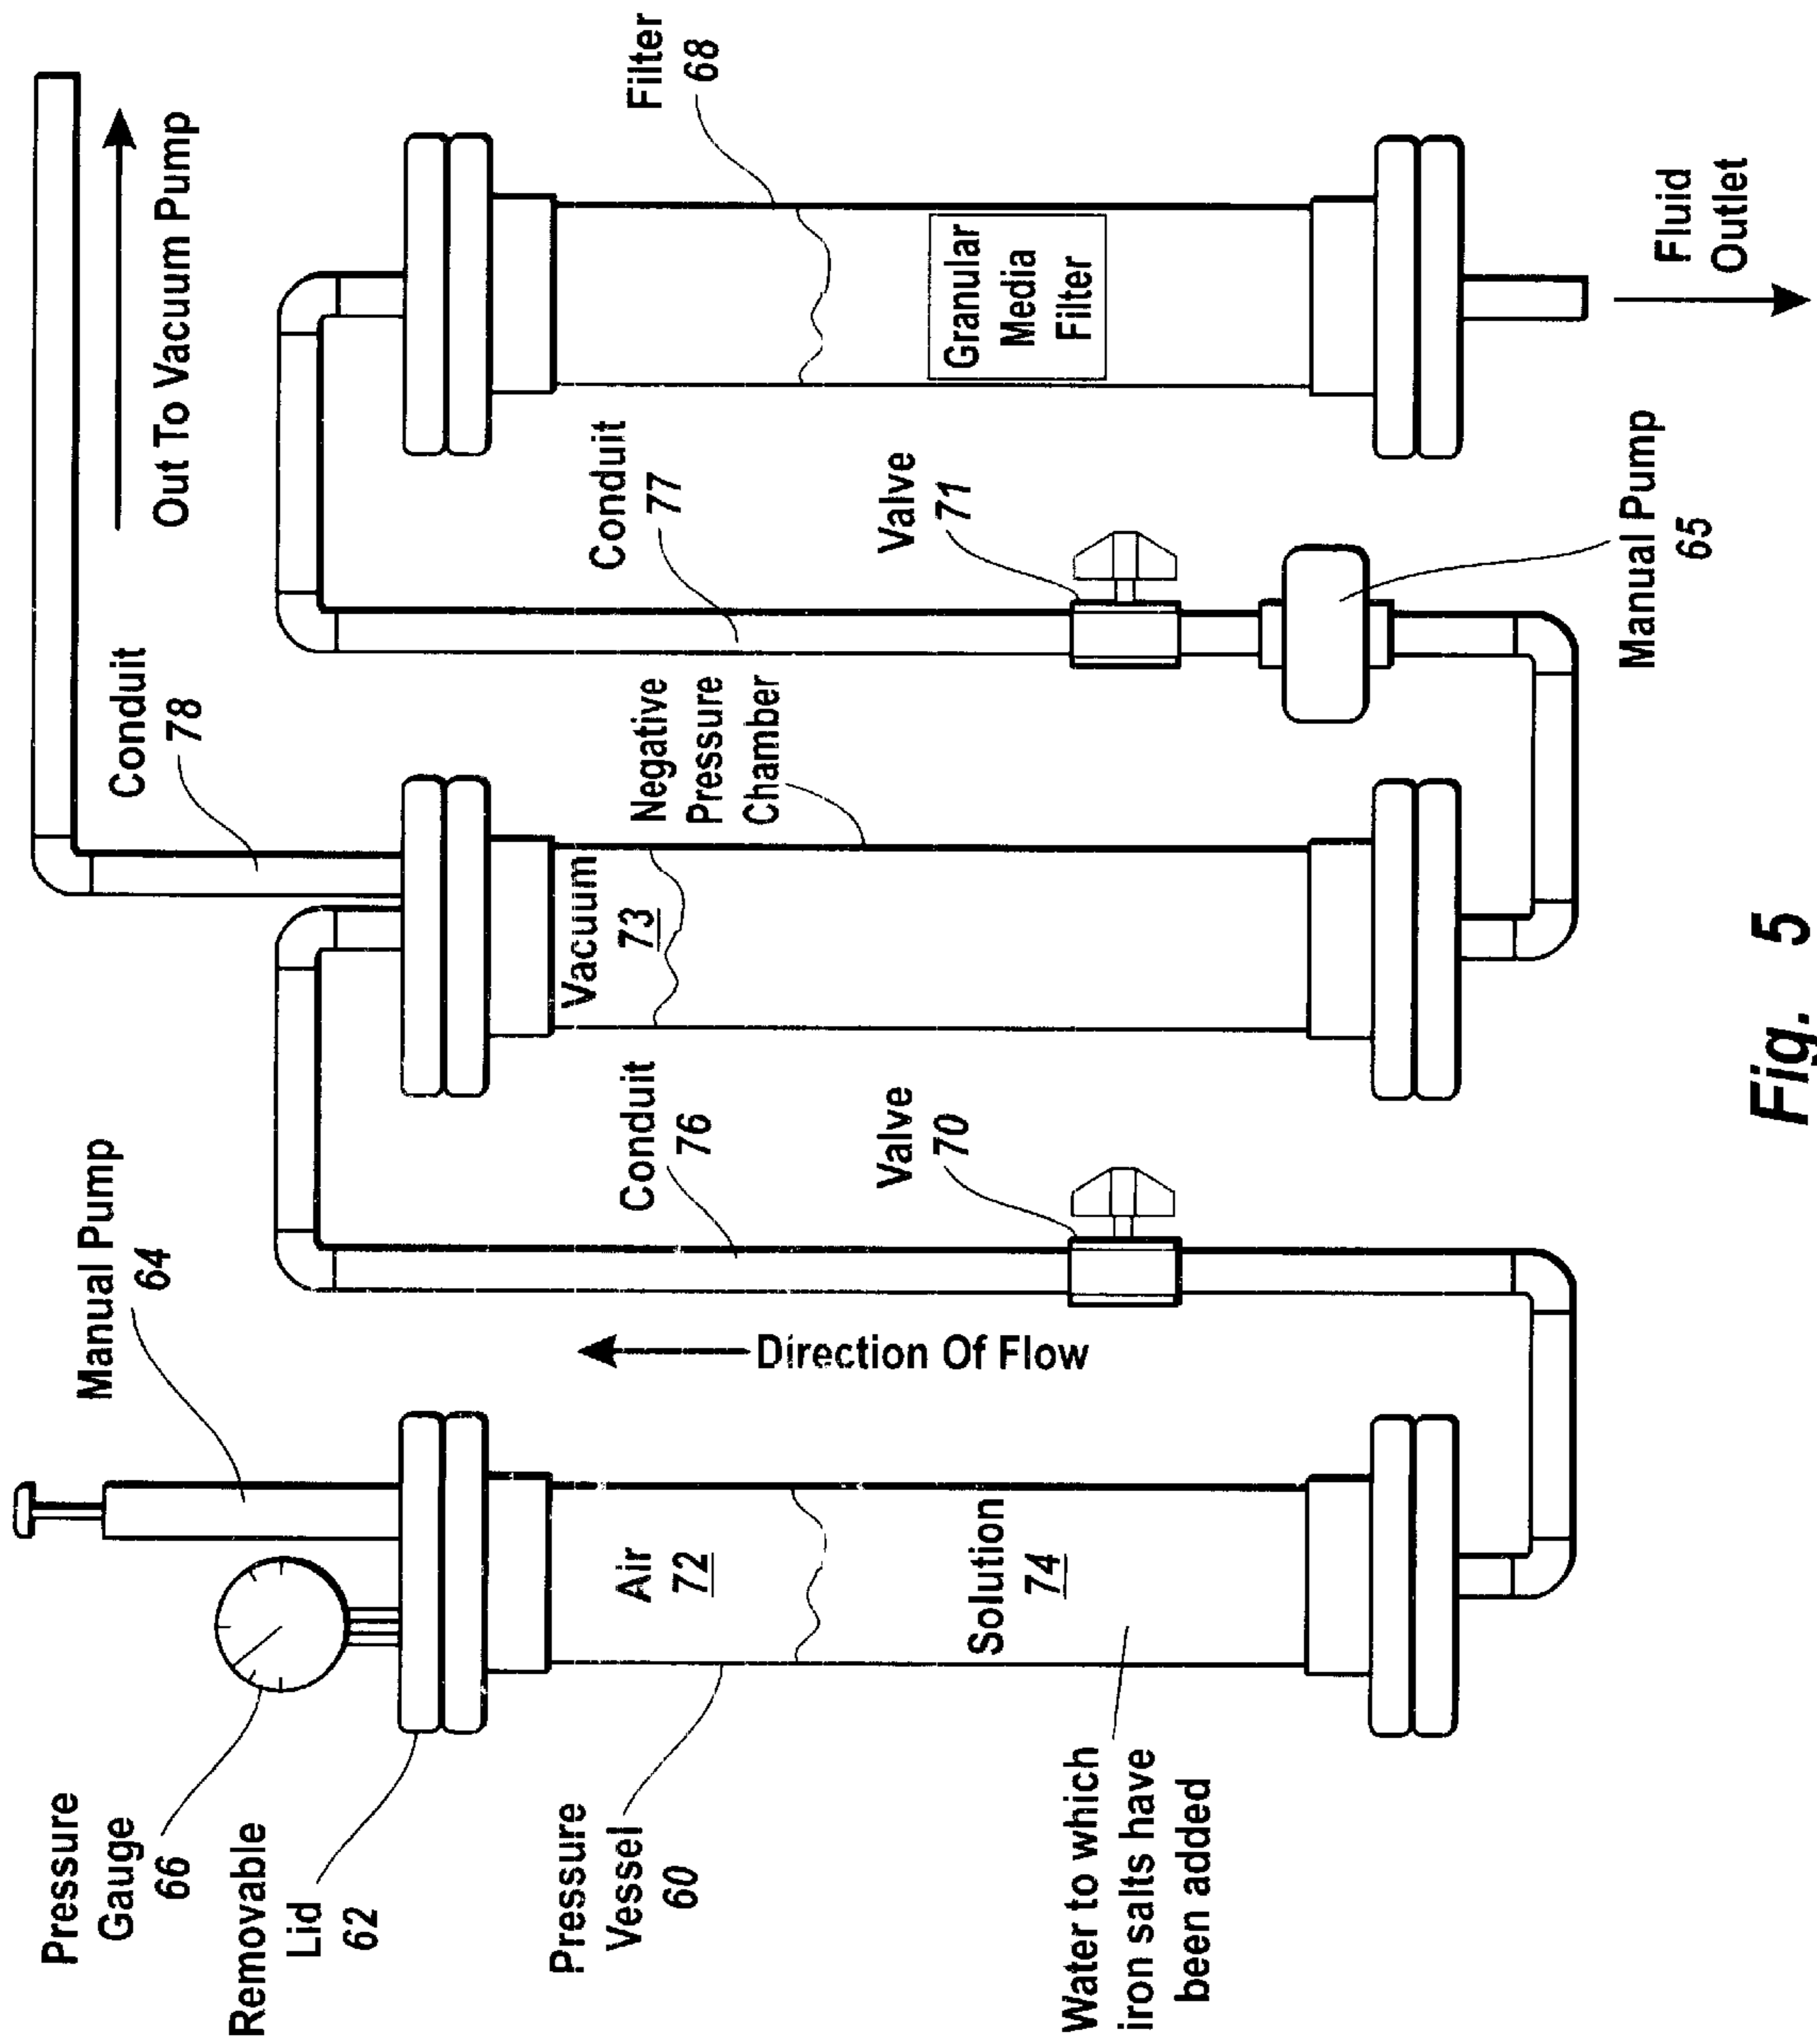 Pressure
Gauge
66
Removable
Lid
62
Manual Pump
64
Pressure
Vessel
60
Air
72
Solution
74
Water to which
iron salts have
been added
Direction Of Flow
Conduit
76
Valve
70
Conduit
78
Out To Vacuum Pump
Vacuum
73
Negative
Pressure
Chamber
Conduit
77
Valve
71
Manual Pump
65
Filter
68
Granular
Media
Filter
Fluid
Outlet
Fig. 5